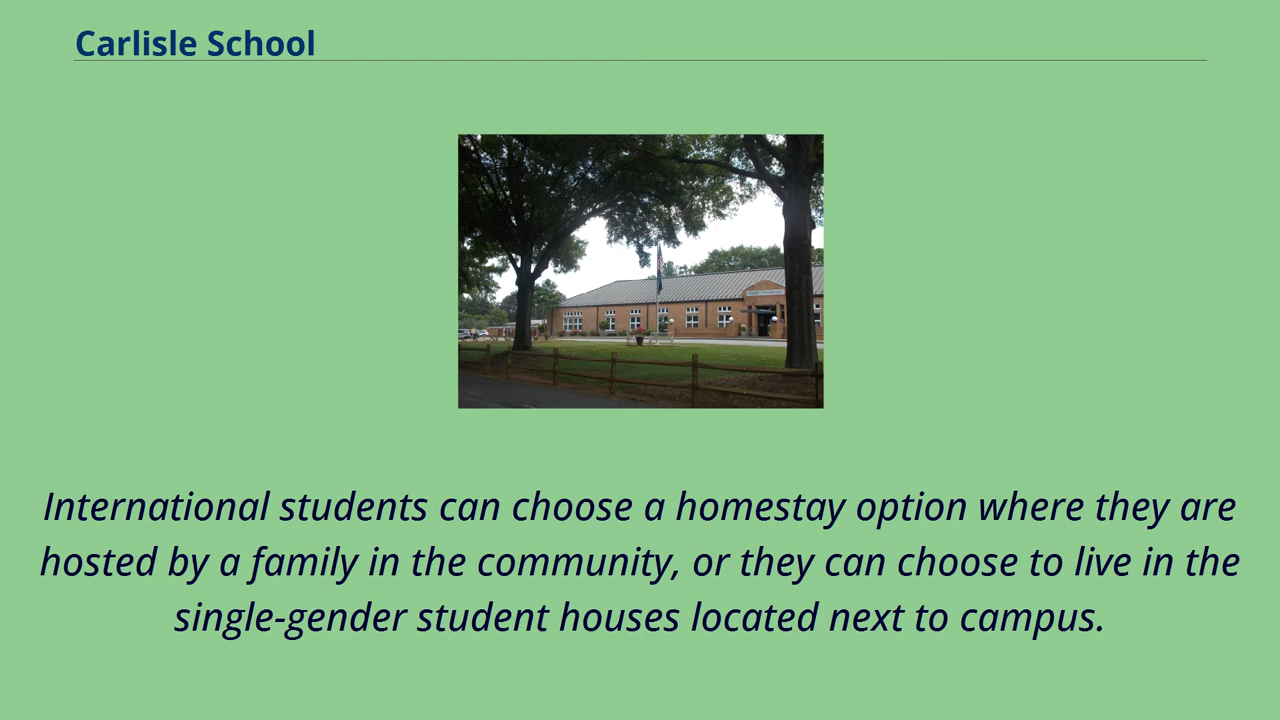 Carlisle School
International students can choose a homestay option where they are
hosted by a family in the community, or they can choose to live in the
single-gender student houses located next to campus.